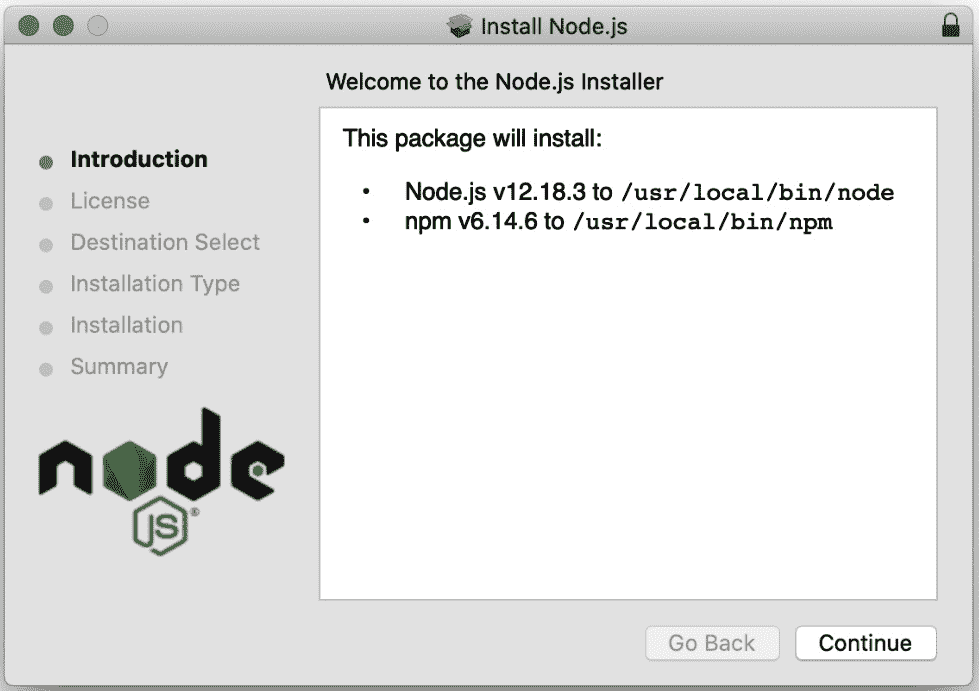 Install Node.js
Welcome to the Node.js Installer
Introduction
License
Destination Select
Installation Type
Installation
Summary
node
JS®
This package will install:
• Node.js v12.18.3 to /usr/local/bin/node
• npm v6.14.6 to /usr/local/bin/npm
Go Back
Continue